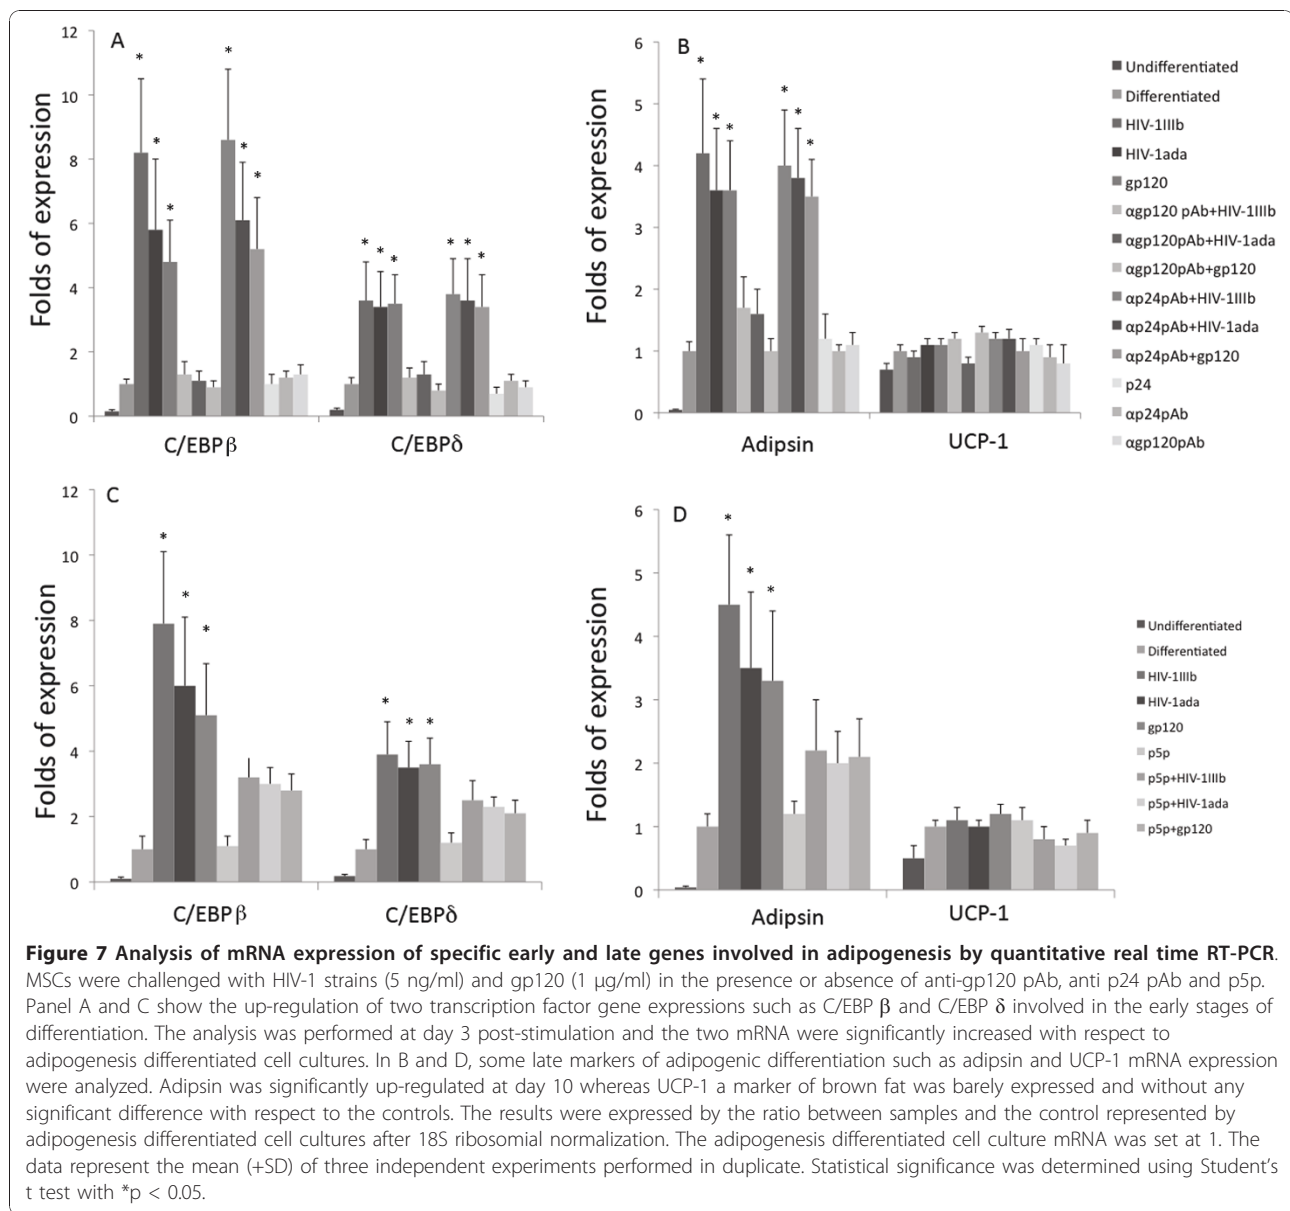 A
12
10
8
6
4
2
0
Folds of expression
* * * * * *
* * * * * *
C/EBPβ
C/EBPδ
B
6
5
4
3
2
1
0
Folds of expression
* * * * * *
Adipsin
UCP-1
Undifferentiated
Differentiated
HIV-1IIIb
HIV-1ada
gp120
αgp120 pAb+HIV-1IIIb
αgp120pAb+HIV-1ada
αgp120pAb+gp120
αp24pAb+HIV-1IIIb
αp24pAb+HIV-1ada
αp24pAb+gp120
p24
αp24pAb
αgp120pAb
C
12
10
8
6
4
2
0
Folds of expression
* * *
* * *
C/EBPβ
C/EBPδ
D
6
5
4
3
2
1
0
Folds of expression
* * *
Adipsin
UCP-1
Undifferentiated
Differentiated
HIV-1IIIb
HIV-1ada
gp120
p5p
p5p+HIV-1IIIb
p5p+HIV-1ada
p5p+gp120
Figure 7 Analysis of mRNA expression of specific early and late genes involved in adipogenesis by quantitative real time RT-PCR.
MSCs were challenged with HIV-1 strains (5 ng/ml) and gp120 (1 μg/ml) in the presence or absence of anti-gp120 pAb, anti p24 pAb and p5p.
Panel A and C show the up-regulation of two transcription factor gene expressions such as C/EBP β and C/EBP δ involved in the early stages of
differentiation. The analysis was performed at day 3 post-stimulation and the two mRNA were significantly increased with respect to
adipogenesis differentiated cell cultures. In B and D, some late markers of adipogenic differentiation such as adipsin and UCP-1 mRNA expression
were analyzed. Adipsin was significantly up-regulated at day 10 whereas UCP-1 a marker of brown fat was barely expressed and without any
significant difference with respect to the controls. The results were expressed by the ratio between samples and the control represented by
adipogenesis differentiated cell cultures after 18S ribosomial normalization. The adipogenesis differentiated cell culture mRNA was set at 1. The
data represent the mean (+SD) of three independent experiments performed in duplicate. Statistical significance was determined using Student's
t test with *p < 0.05.